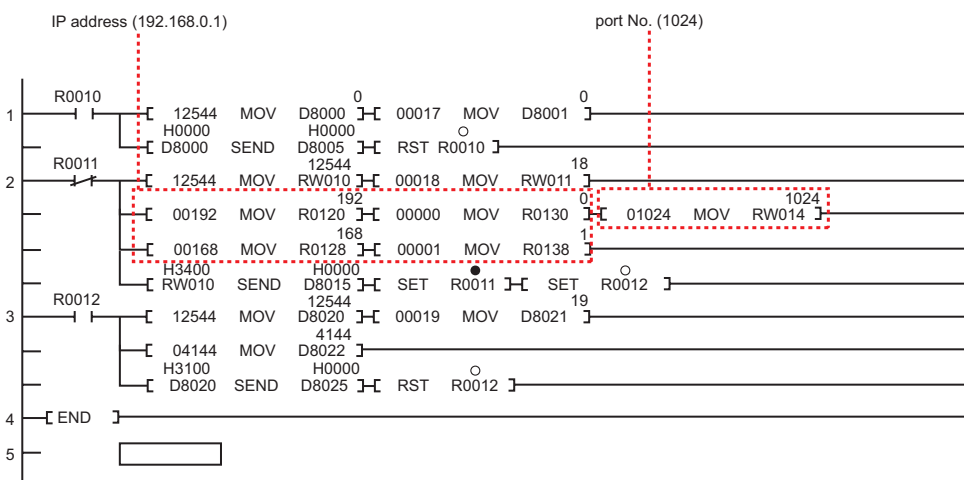 IP address (192.168.0.1) port No. (1024)
R0010 0 0
1 12544 MOV D8000 00017 MOV D8001
H0000 H0000
D8000 SEND D8005 RST R0010
R0011 12544 18
2 12544 MOV RW010 00018 MOV RW011
192 0 1024
00192 MOV R0120 00000 MOV R0130 01024 MOV RW014
168 1
00168 MOV R0128 00001 MOV R0138
H3400 H0000
RW010 SEND D8015 SET R0011 SET R0012
R0012 12544 19
3 12544 MOV D8020 00019 MOV D8021
4144
04144 MOV D8022
H3100 H0000
D8020 SEND D8025 RST R0012
4 END
5